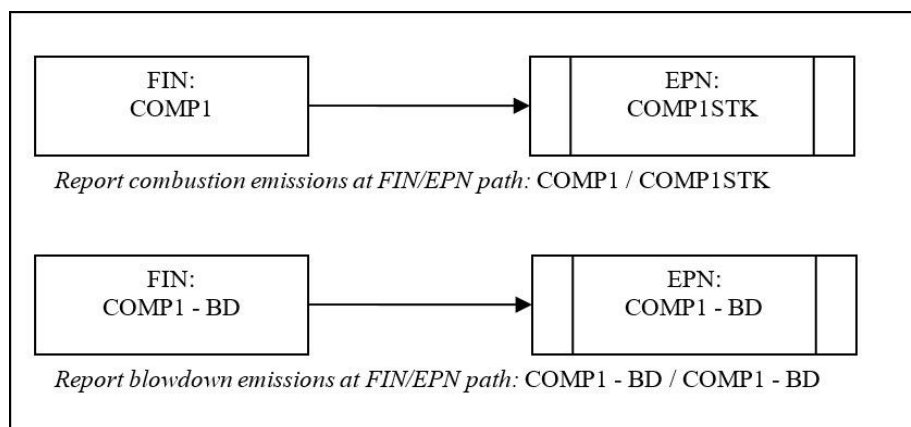 FIN:
COMP1
EPN:
COMP1STK
Report combustion emissions at FIN/EPN path: COMP1 / COMP1STK
FIN:
COMP1 - BD
EPN:
COMP1 - BD
Report blowdown emissions at FIN/EPN path: COMP1 - BD / COMP1 - BD